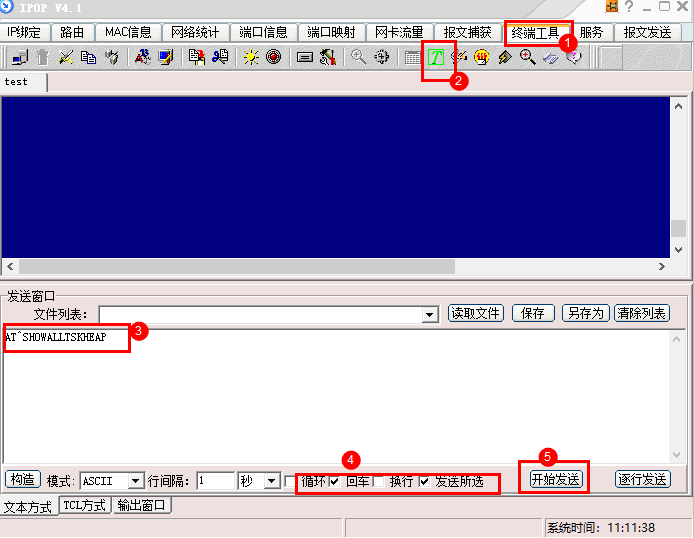 IPOP V4.1
IP绑定 路由 MAC信息 网络统计 端口信息 端口映射 网卡流量 报文捕获 终端工具 服务 报文发送
1
2
test
发送窗口
文件列表: 读取文件 保存 另存为 清除列表
3
AT^SHOWALLTSKHEAP
4
5
构造 模式: ASCII 行间隔: 1 秒 循环 回车 换行 发送所选 开始发送 逐行发送
文本方式 TCL方式 输出窗口
系统时间: 11:11:38